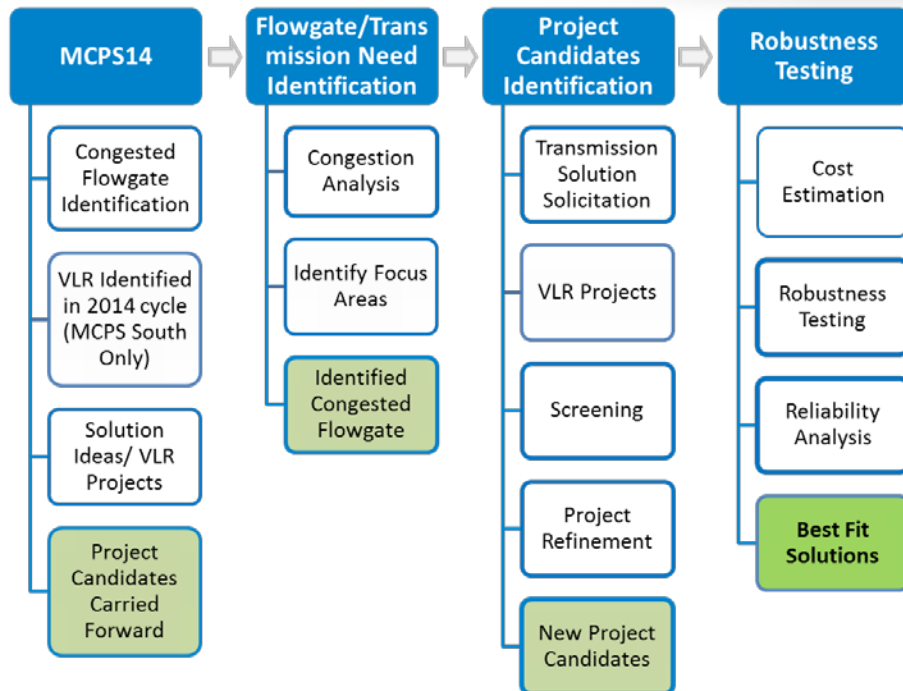 MCPS14
Congested
Flowgate
Identification
VLR Identified
in 2014 cycle
(MCPS South
Only)
Solution
Ideas/ VLR
Projects
Project
Candidates
Carried
Forward
Flowgate/Trans
mission Need
Identification
Congestion
Analysis
Identify Focus
Areas
Identified
Congested
Flowgate
Project
Candidates
Identification
Transmission
Solution
Solicitation
VLR Projects
Screening
Project
Refinement
New Project
Candidates
Robustness
Testing
Cost
Estimation
Robustness
Testing
Reliability
Analysis
Best Fit
Solutions